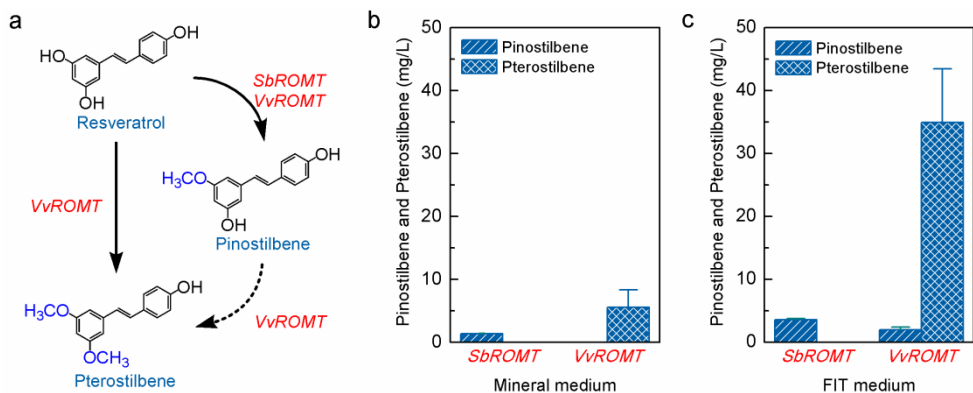 a
HO
OH
OH
Resveratrol
SbROMT
VvROMT
VvROMT
H₃CO
OH
OH
Pinostilbene
VvROMT
H₃CO
OH
OCH₃
Pterostilbene
b
Pinostilbene and Pterostilbene (mg/L)
50
40
30
20
10
0
Pinostilbene
Pterostilbene
SbROMT
VvROMT
Mineral medium
c
Pinostilbene and Pterostilbene (mg/L)
50
40
30
20
10
0
Pinostilbene
Pterostilbene
SbROMT
VvROMT
FIT medium